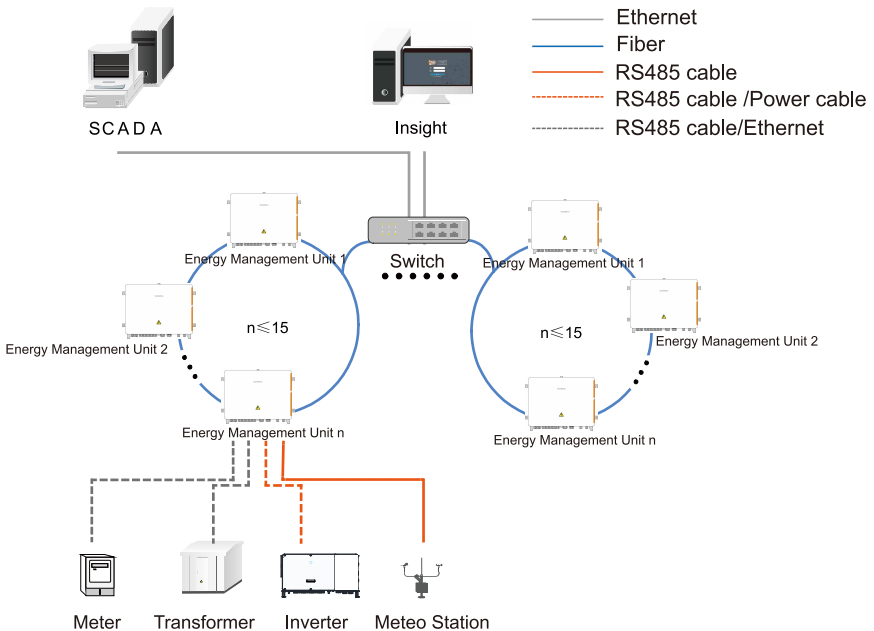 Ethernet
Fiber
RS485 cable
RS485 cable /Power cable
RS485 cable/Ethernet
SCADA
Insight
Switch
Energy Management Unit 1
Energy Management Unit 1
Energy Management Unit 2
n≤15
n≤15
Energy Management Unit 2
Energy Management Unit n
Energy Management Unit n
Meter
Transformer
Inverter
Meteo Station